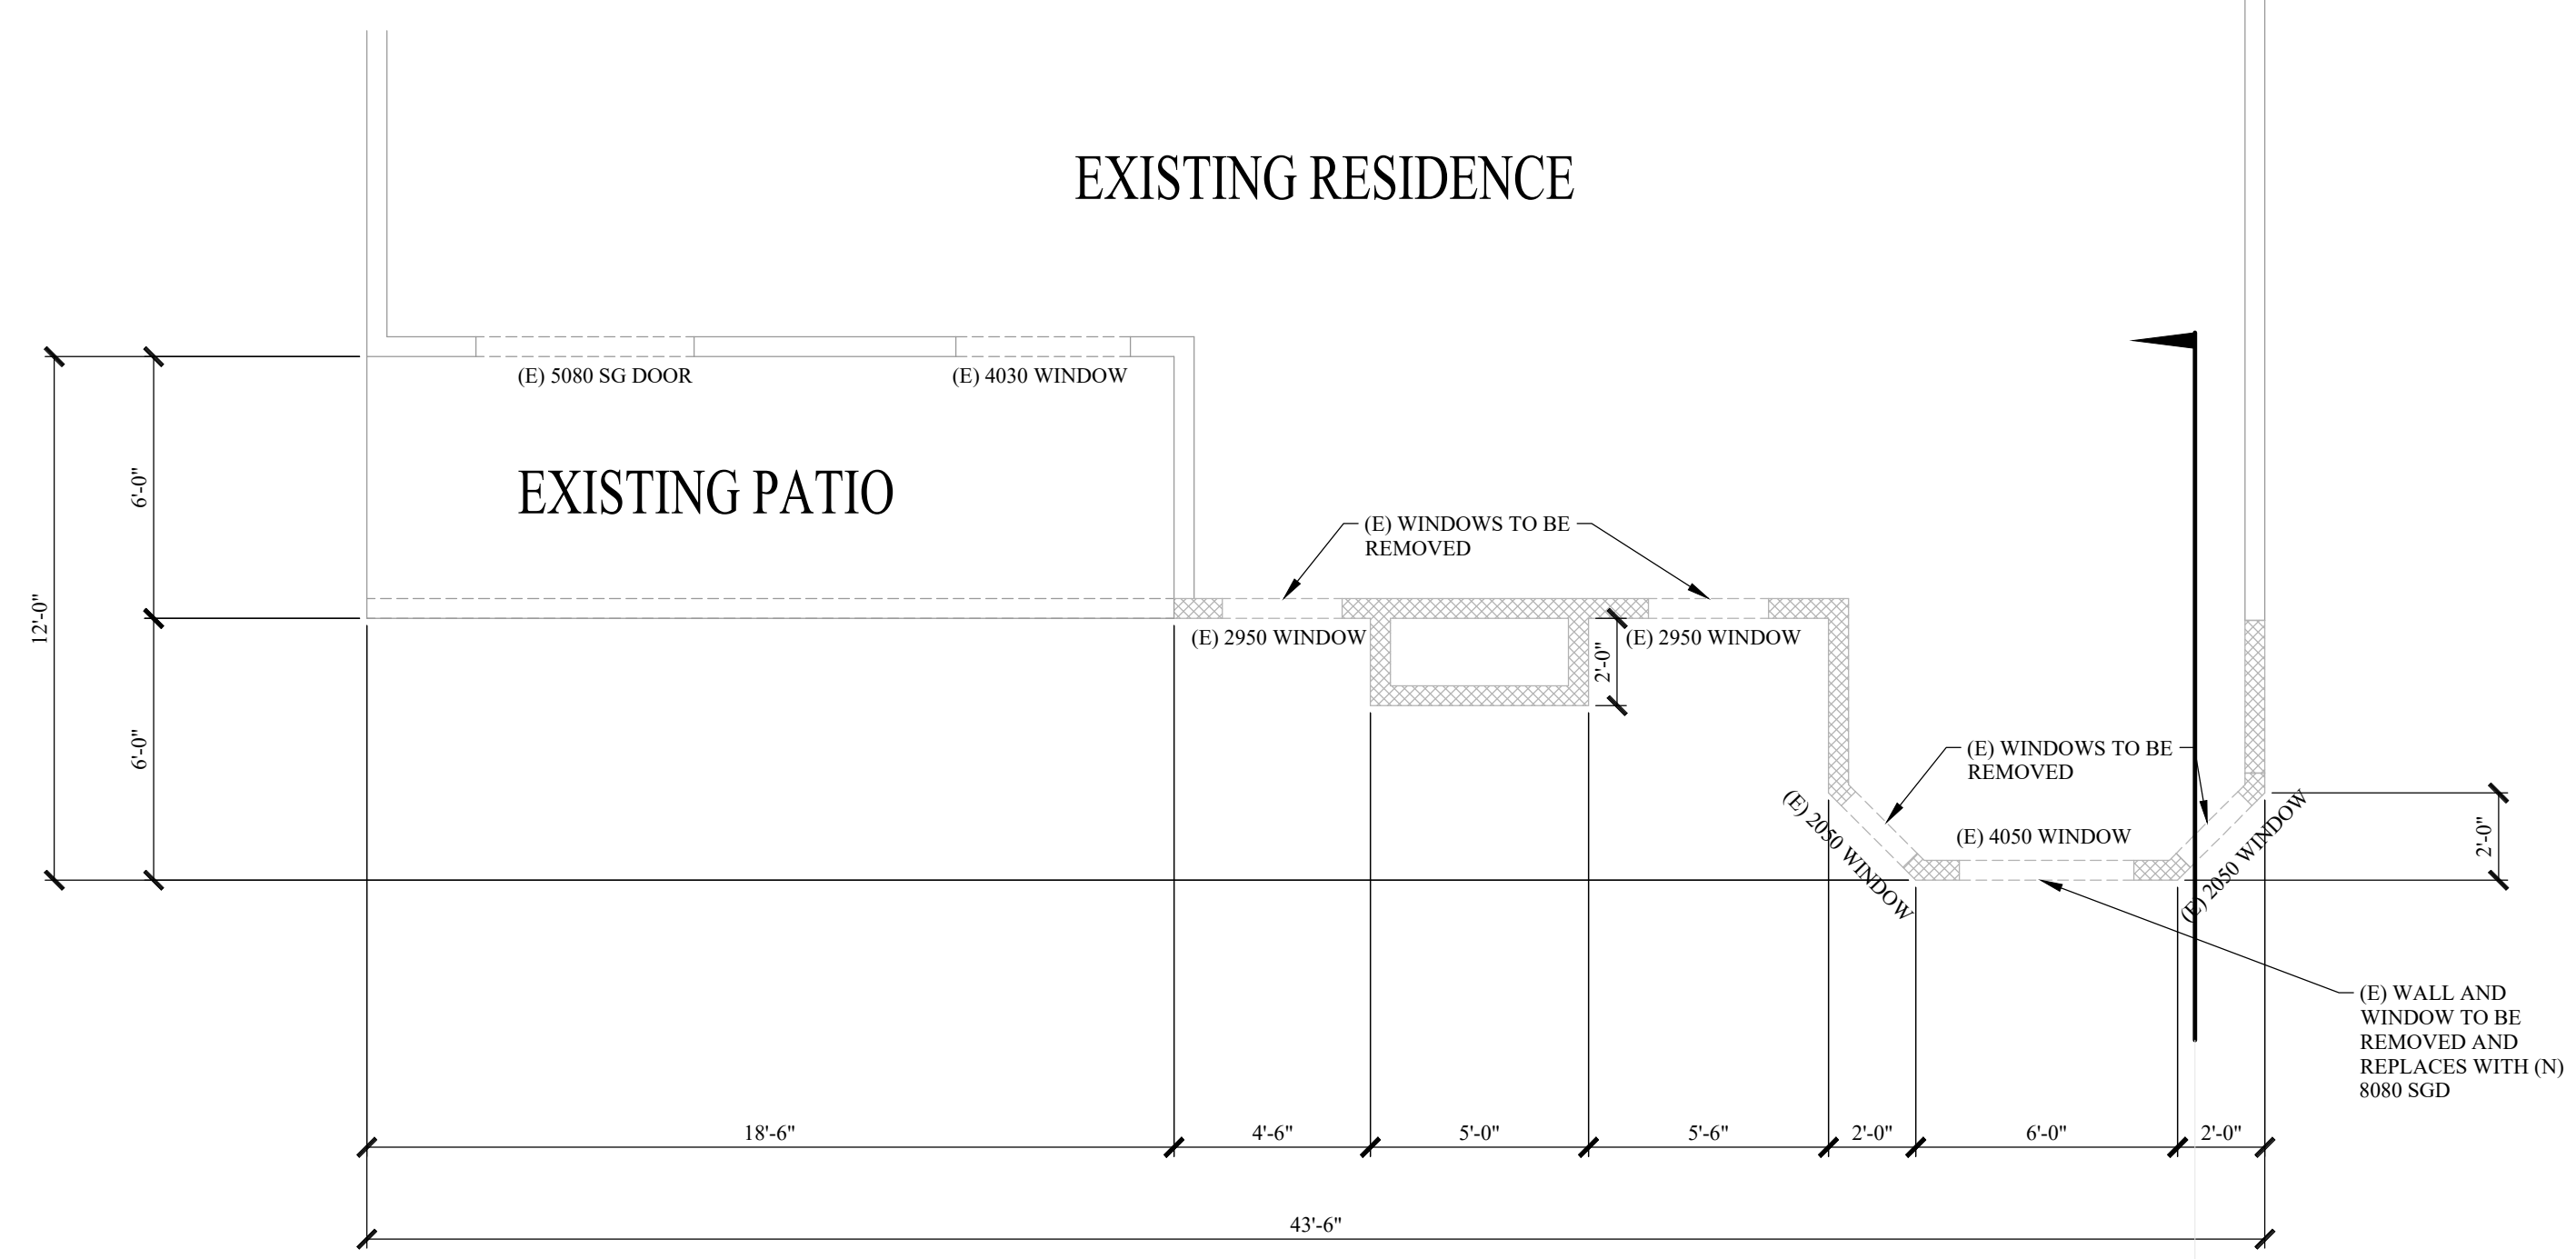 EXISTING RESIDENCE
(E) 5080 SG DOOR
(E) 4030 WINDOW
EXISTING PATIO
6'-0"
12'-0"
6'-0"
(E) WINDOWS TO BE
REMOVED
(E) 2950 WINDOW
2'-0"
(E) 2950 WINDOW
(E) WINDOWS TO BE
REMOVED
(E) 2050 WINDOW
(E) 4050 WINDOW
(E) 2050 WINDOW
2'-0"
(E) WALL AND
WINDOW TO BE
REMOVED AND
REPLACES WITH (N)
8080 SGD
18'-6"
4'-6"
5'-0"
5'-6"
2'-0"
6'-0"
2'-0"
43'-6"